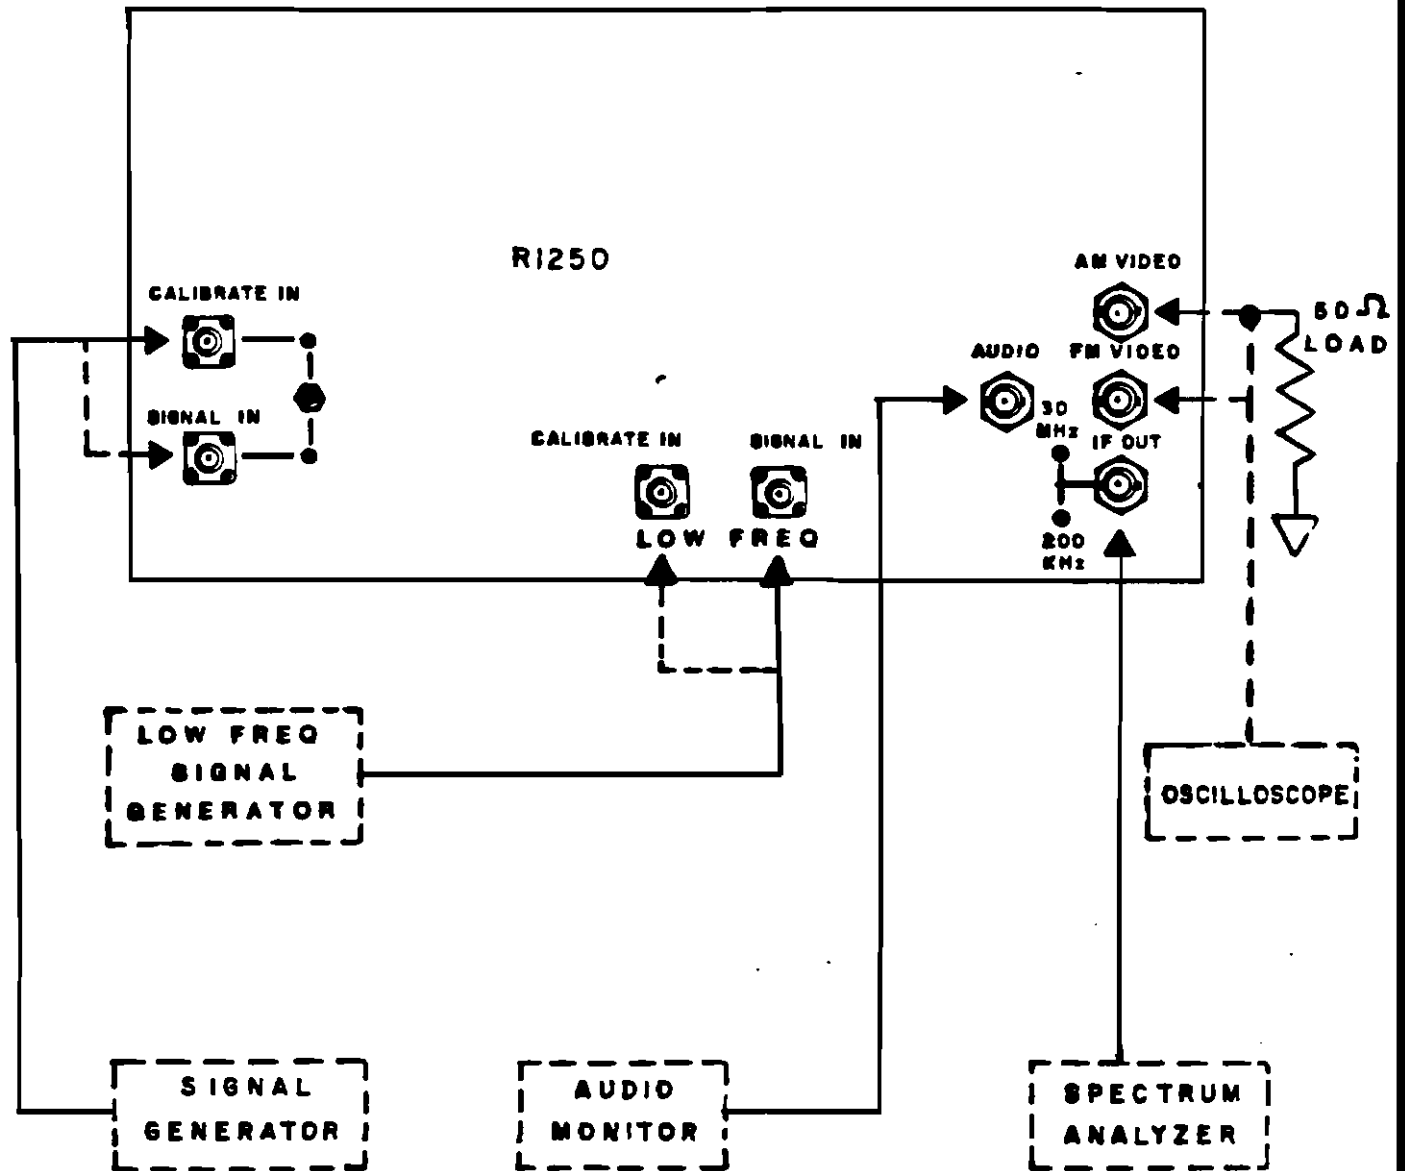 R1250
AM VIDEO
CALIBRATE IN
50 Ω
LOAD
AUDIO
FM VIDEO
SIGNAL IN
30
MHz
IF OUT
CALIBRATE IN
SIGNAL IN
LOW FREQ
200
KHz
LOW FREQ
SIGNAL
GENERATOR
OSCILLOSCOPE
SIGNAL
GENERATOR
AUDIO
MONITOR
SPECTRUM
ANALYZER